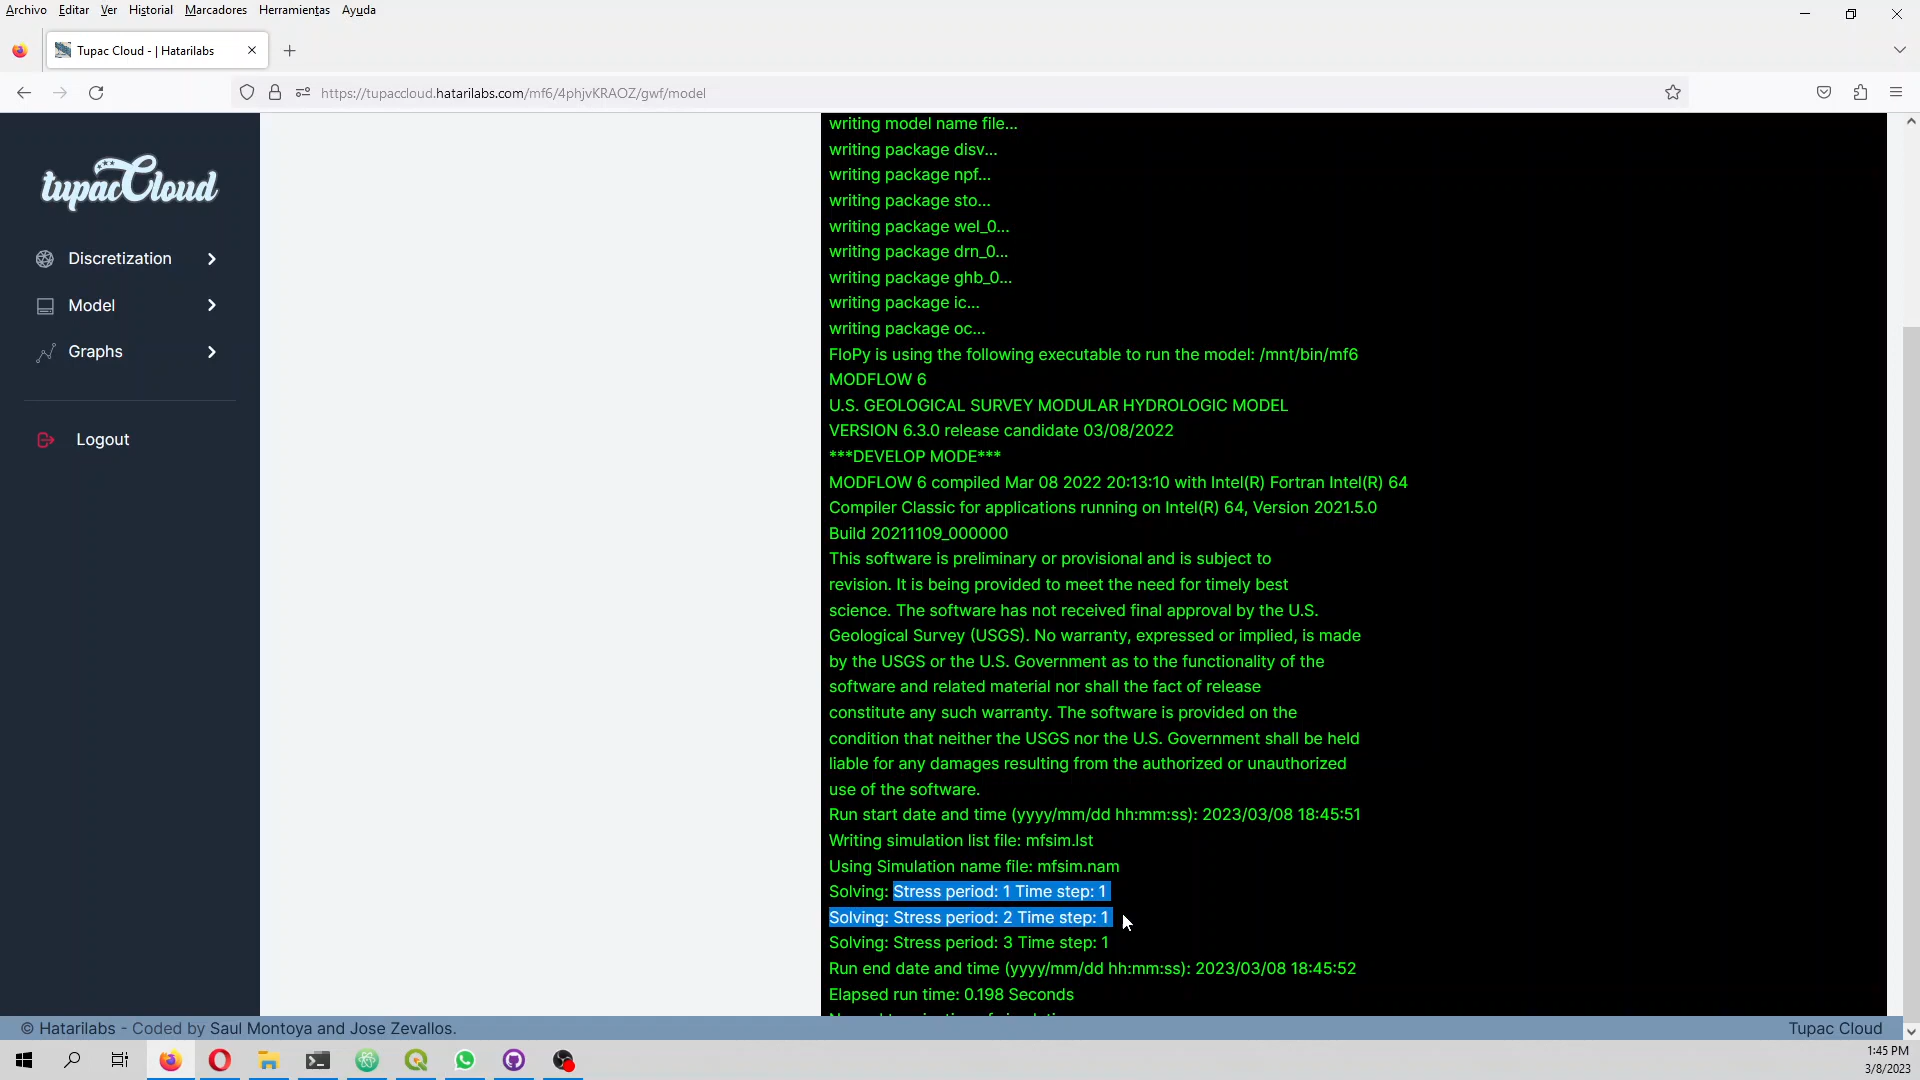 Archivo Editar Ver Historial Marcadores Herramientas Ayuda
Tupac Cloud - | Hatarilabs
https://tupaccloud.hatarilabs.com/mf6/4phjvKRAOZ/gwf/model
tupacCloud
Discretization
Model
Graphs
Logout
writing model name file...
writing package disv...
writing package npf...
writing package sto...
writing package wel_0...
writing package drn_0...
writing package ghb_0...
writing package ic...
writing package oc...
FloPy is using the following executable to run the model: /mnt/bin/mf6
MODFLOW 6
U.S. GEOLOGICAL SURVEY MODULAR HYDROLOGIC MODEL
VERSION 6.3.0 release candidate 03/08/2022
***DEVELOP MODE***
MODFLOW 6 compiled Mar 08 2022 20:13:10 with Intel(R) Fortran Intel(R) 64
Compiler Classic for applications running on Intel(R) 64, Version 2021.5.0
Build 20211109_000000
This software is preliminary or provisional and is subject to
revision. It is being provided to meet the need for timely best
science. The software has not received final approval by the U.S.
Geological Survey (USGS). No warranty, expressed or implied, is made
by the USGS or the U.S. Government as to the functionality of the
software and related material nor shall the fact of release
constitute any such warranty. The software is provided on the
condition that neither the USGS nor the U.S. Government shall be held
liable for any damages resulting from the authorized or unauthorized
use of the software.
Run start date and time (yyyy/mm/dd hh:mm:ss): 2023/03/08 18:45:51
Writing simulation list file: mfsim.lst
Using Simulation name file: mfsim.nam
Solving: Stress period: 1 Time step: 1
Solving: Stress period: 2 Time step: 1
Solving: Stress period: 3 Time step: 1
Run end date and time (yyyy/mm/dd hh:mm:ss): 2023/03/08 18:45:52
Elapsed run time: 0.198 Seconds
© Hatarilabs - Coded by Saul Montoya and Jose Zevallos.
Tupac Cloud
1:45 PM
3/8/2023